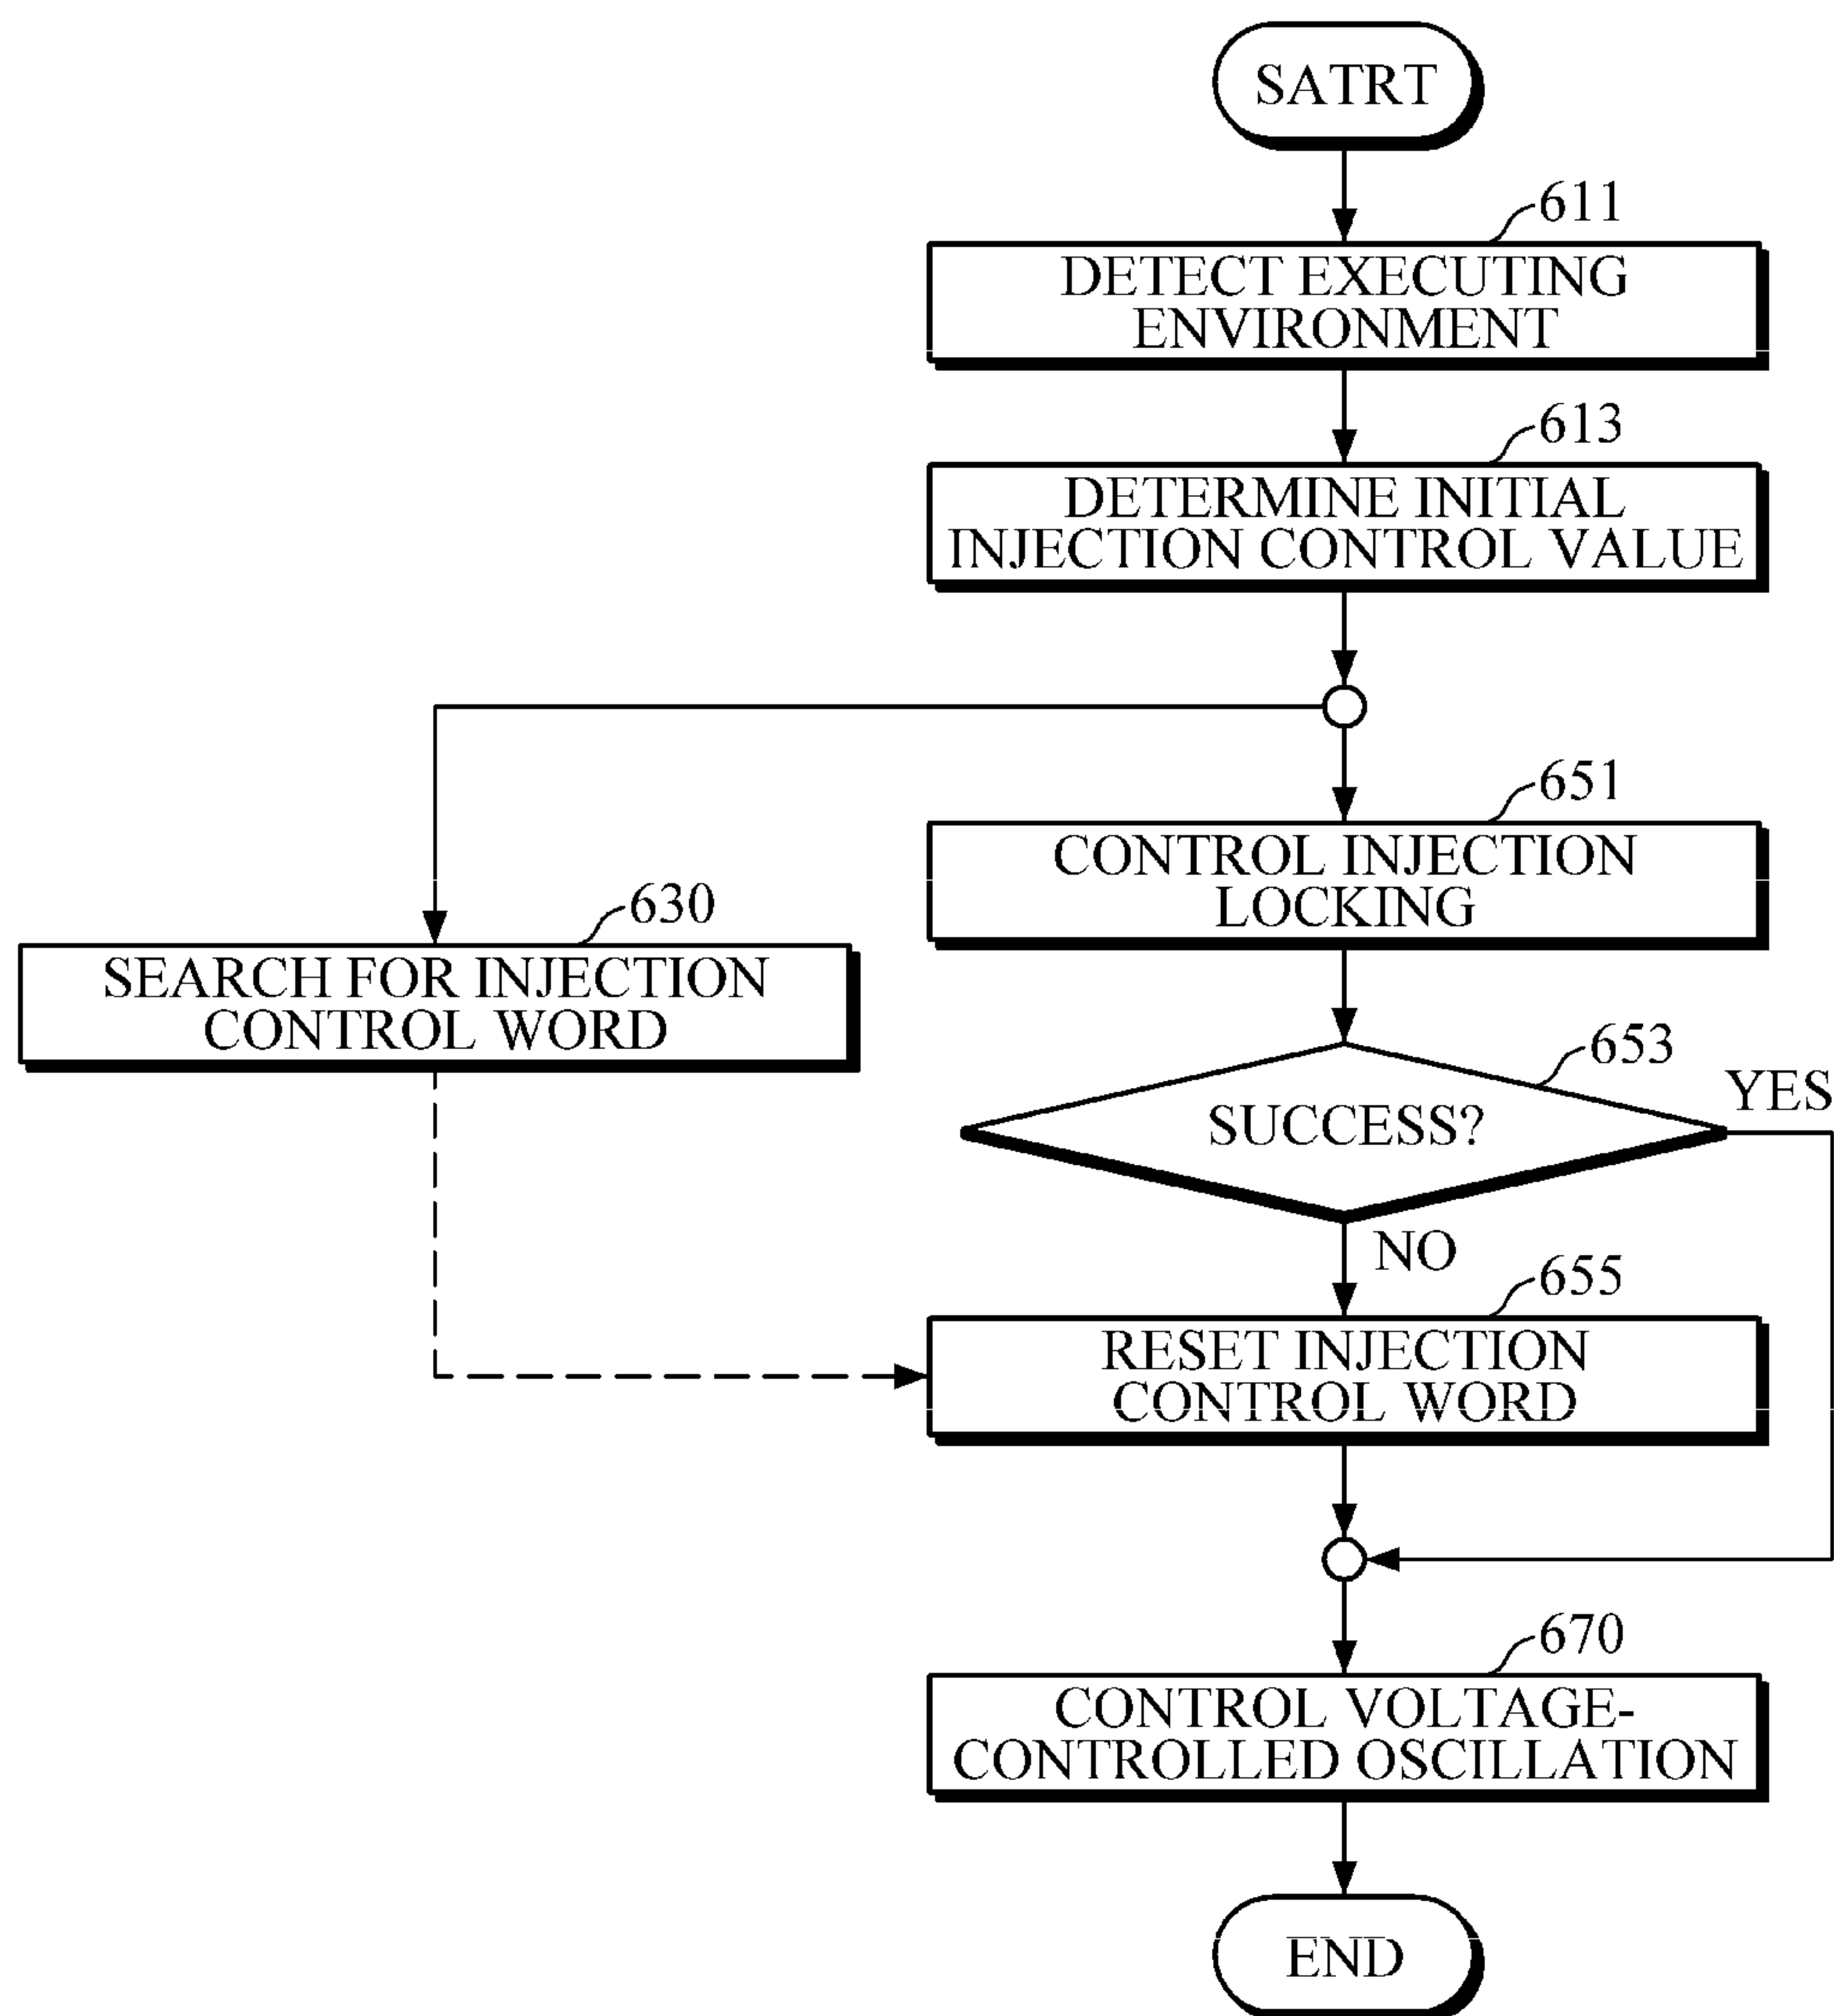 SATRT
611
DETECT EXECUTING
ENVIRONMENT
613
DETERMINE INITIAL
INJECTION CONTROL VALUE
651
CONTROL INJECTION
LOCKING
630
SEARCH FOR INJECTION
CONTROL WORD
653
YES
SUCCESS?
NO
655
RESET INJECTION
CONTROL WORD
670
CONTROL VOLTAGE-
CONTROLLED OSCILLATION
END